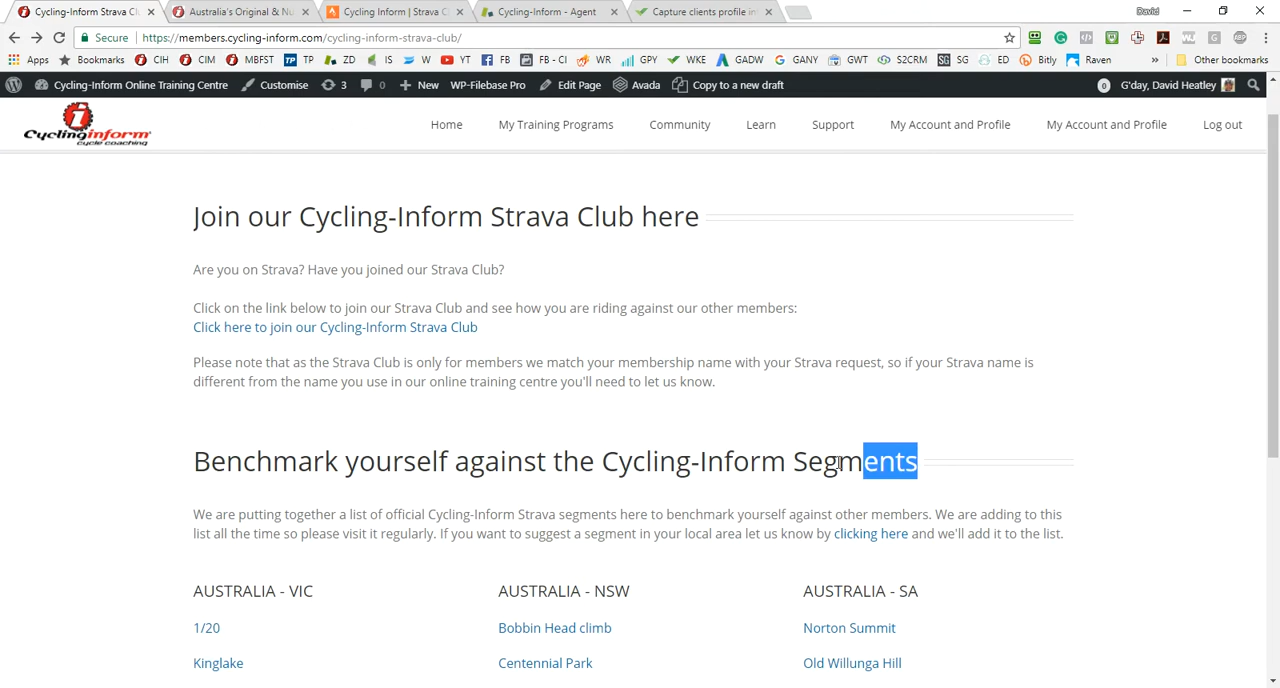 David
Cycling-Inform Strava Cl
Australia's Original & Nu
Cycling Inform | Strava C
Cycling-Inform - Agent
Capture clients profile in
Secure https://members.cycling-inform.com/cycling-inform-strava-club/
Apps Bookmarks CIH CIM MBFST TP ZD IS W YT FB FB - CI WR GPY WKE GADW GANY GWT S2CRM SG ED Bitly Raven » Other bookmarks
Cycling-Inform Online Training Centre Customise 3 0 New WP-Filebase Pro Edit Page Avada Copy to a new draft 0 G'day, David Heatley
Cyclinginform
cycle coaching
Home My Training Programs Community Learn Support My Account and Profile My Account and Profile Log out
Join our Cycling-Inform Strava Club here
Are you on Strava? Have you joined our Strava Club?
Click on the link below to join our Strava Club and see how you are riding against our other members:
Click here to join our Cycling-Inform Strava Club
Please note that as the Strava Club is only for members we match your membership name with your Strava request, so if your Strava name is
different from the name you use in our online training centre you'll need to let us know.
Benchmark yourself against the Cycling-Inform Segments
We are putting together a list of official Cycling-Inform Strava segments here to benchmark yourself against other members. We are adding to this
list all the time so please visit it regularly. If you want to suggest a segment in your local area let us know by clicking here and we'll add it to the list.
AUSTRALIA - VIC AUSTRALIA - NSW AUSTRALIA - SA
1/20 Bobbin Head climb Norton Summit
Kinglake Centennial Park Old Willunga Hill